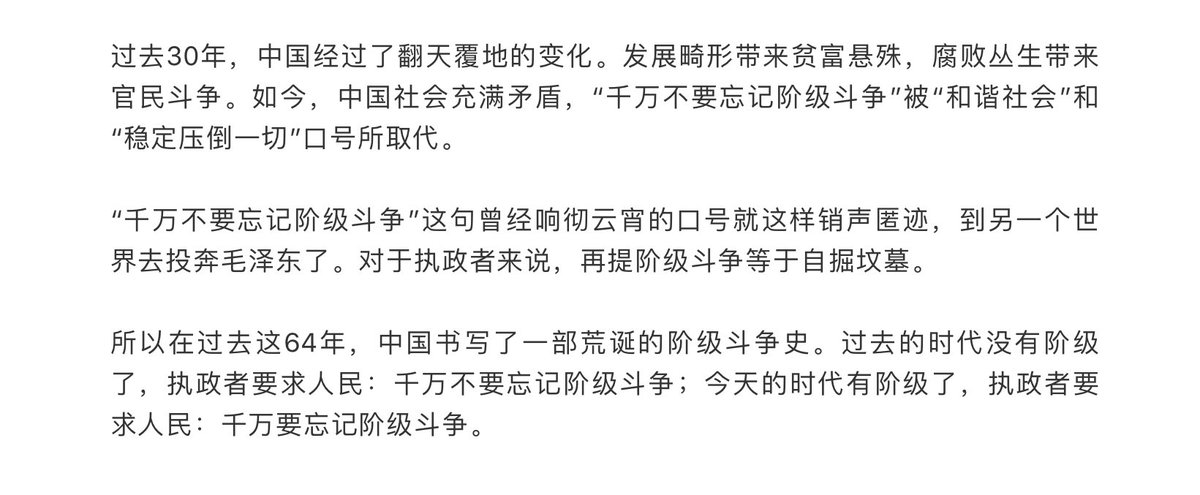 过去30年，中国经过了翻天覆地的变化。发展畸形带来贫富悬殊，腐败丛生带来
官民斗争。如今，中国社会充满矛盾，“千万不要忘记阶级斗争”被“和谐社会”和
“稳定压倒一切”口号所取代。
“千万不要忘记阶级斗争”这句曾经响彻云宵的口号就这样销声匿迹，到另一个世
界去投奔毛泽东了。对于执政者来说，再提阶级斗争等于自掘坟墓。
所以在过去这64年，中国书写了一部荒诞的阶级斗争史。过去的时代没有阶级
了，执政者要求人民：千万不要忘记阶级斗争；今天的时代有阶级了，执政者要
求人民：千万要忘记阶级斗争。